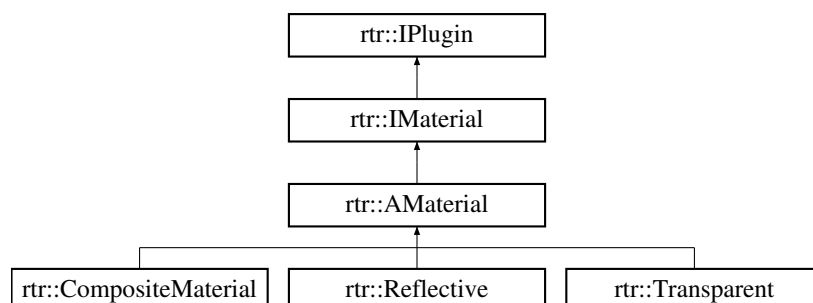 rtr::IPlugin
rtr::IMaterial
rtr::AMaterial
rtr::CompositeMaterial
rtr::Reflective
rtr::Transparent